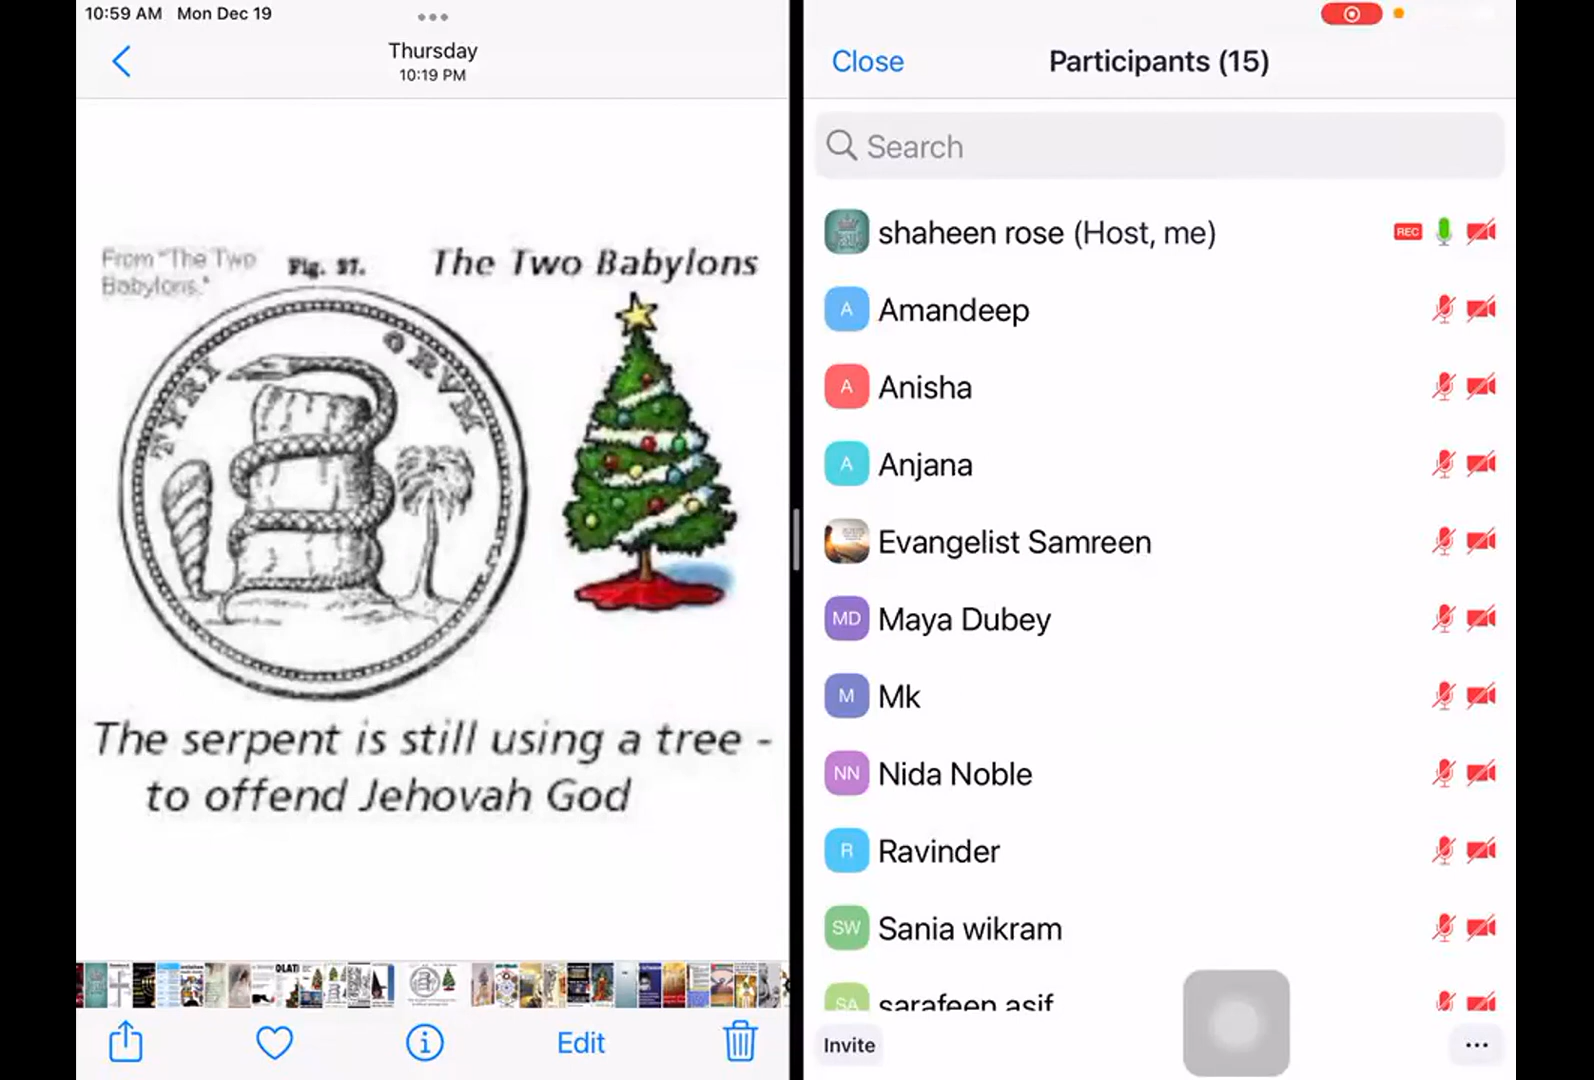 10:59 AM Mon Dec 19
Thursday
10:19 PM
From "The Two
Babylons."
Fig. 37.
The Two Babylons
TYRI ORVM
The serpent is still using a tree -
to offend Jehovah God
Edit
Close
Participants (15)
Search
shaheen rose (Host, me)
REC
A
Amandeep
A
Anisha
A
Anjana
Evangelist Samreen
MD
Maya Dubey
M
Mk
NN
Nida Noble
R
Ravinder
SW
Sania wikram
SA
sarafeen asif
Invite